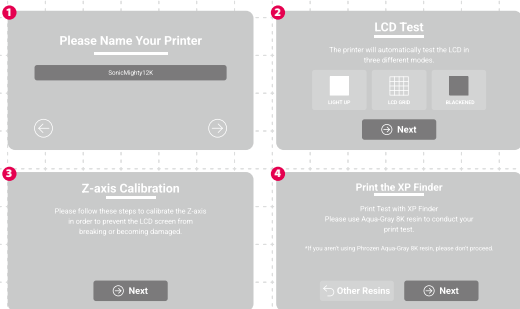 1
Please Name Your Printer
SonicMighty12K
2
LCD Test
The printer will automatically test the LCD in
three different modes.
LIGHT UP
LCD GRID
BLACKENED
Next
3
Z-axis Calibration
Please follow these steps to calibrate the Z-axis
in order to prevent the LCD screen from
breaking or becoming damaged.
Next
4
Print the XP Finder
Print Test with XP Finder
Please use Aqua-Gray 8K resin to conduct your
print test.
*If you aren't using Phrozen Aqua-Gray 8K resin, please don't proceed.
Other Resins
Next